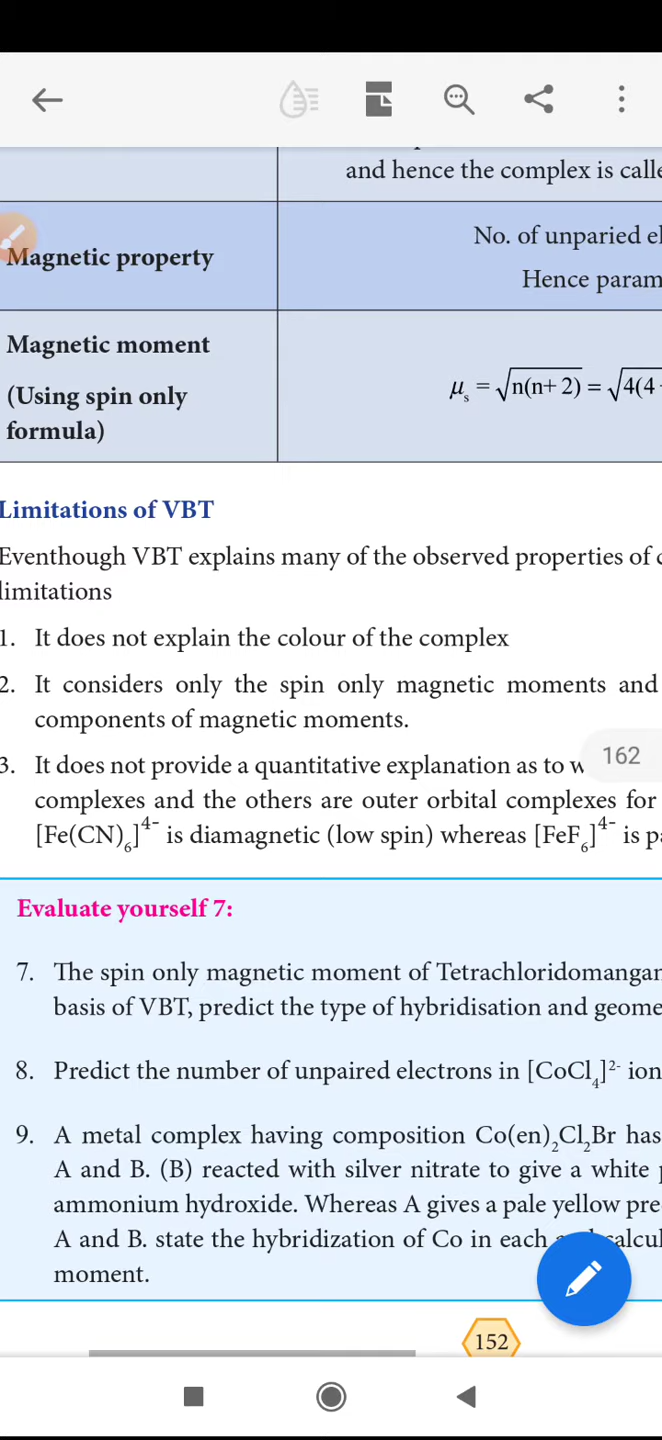 and hence the complex is calle
Magnetic property
No. of unparied el
Hence param
Magnetic moment
(Using spin only
formula)
μs = √n(n+ 2) = √4(4
Limitations of VBT
Eventhough VBT explains many of the observed properties of c
limitations
1. It does not explain the colour of the complex
2. It considers only the spin only magnetic moments and
components of magnetic moments.
3. It does not provide a quantitative explanation as to w
162
complexes and the others are outer orbital complexes for
[Fe(CN)6]4− is diamagnetic (low spin) whereas [FeF6]4− is pa
Evaluate yourself 7:
7. The spin only magnetic moment of Tetrachloridomangan
basis of VBT, predict the type of hybridisation and geome
8. Predict the number of unpaired electrons in [CoCl4]2- ion
9. A metal complex having composition Co(en)2Cl2Br has
A and B. (B) reacted with silver nitrate to give a white p
ammonium hydroxide. Whereas A gives a pale yellow pre
A and B. state the hybridization of Co in each calcul
moment.
152